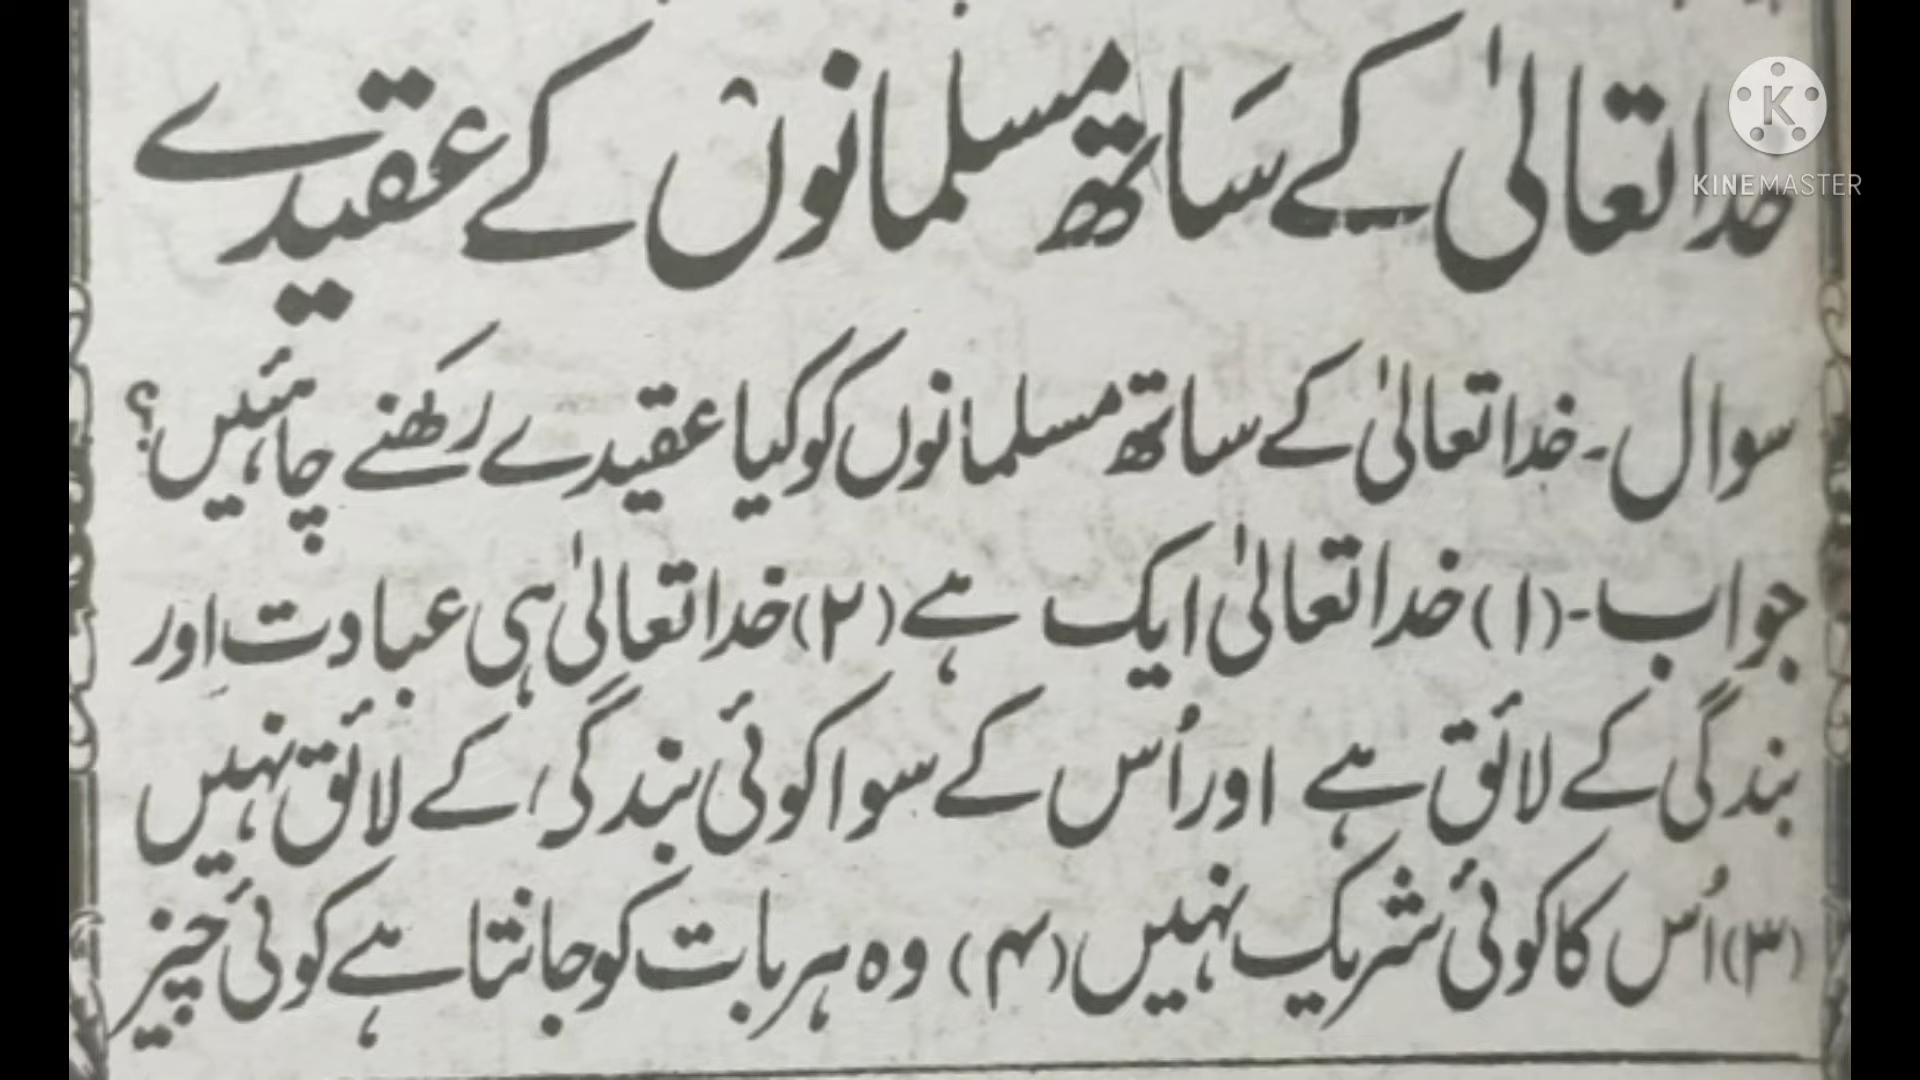 خدا تعالیٰ کے ساتھ مسلمانوں کے عقیدے
سوال۔ خدا تعالیٰ کے ساتھ مسلمانوں کو کیا عقیدے رکھنے چاہئیں؟
جواب۔ (۱) خدا تعالیٰ ایک ہے (۲) خدا تعالیٰ ہی عبادت اور
بندگی کے لائق ہے اور اُس کے سوا کوئی بندگی کے لائق نہیں
(۳) اُس کا کوئی شریک نہیں (۴) وہ ہر بات کو جانتا ہے کوئی چیز
KINEMASTER